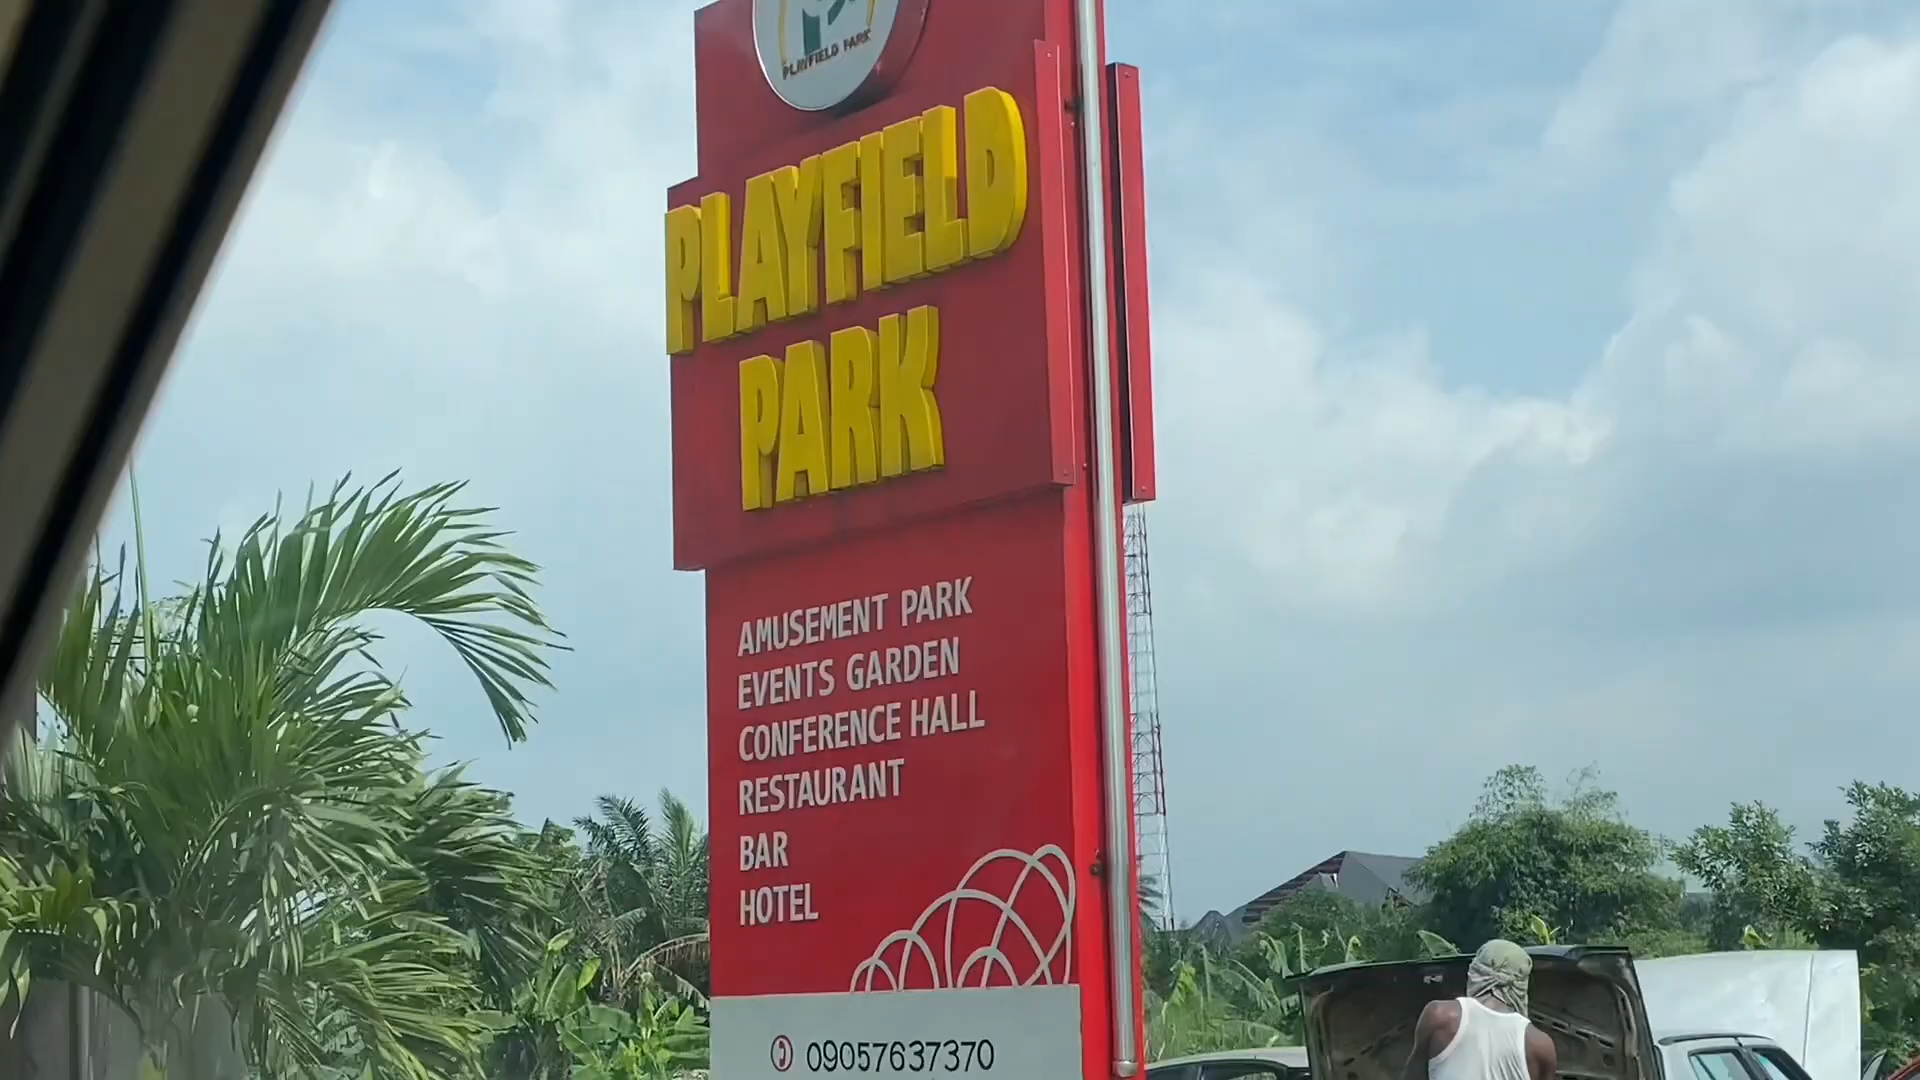 PLAYFIELD PARK
PLAYFIELD
PARK
AMUSEMENT PARK
EVENTS GARDEN
CONFERENCE HALL
RESTAURANT
BAR
HOTEL
09057637370